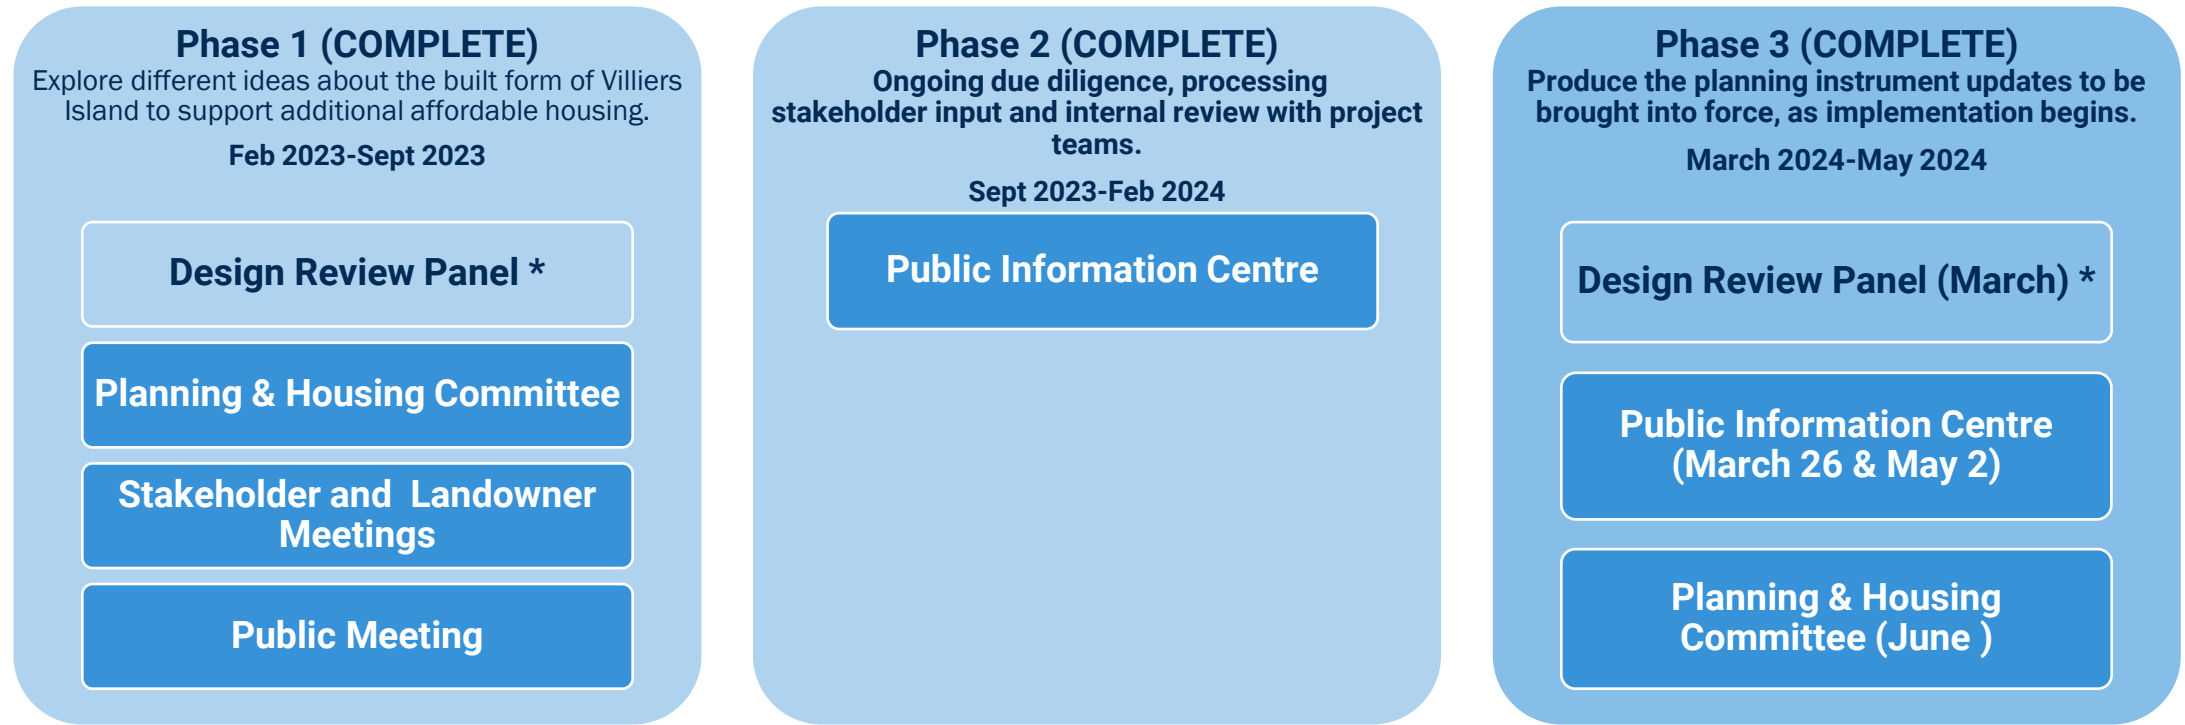 Phase 1 (COMPLETE)
Explore different ideas about the built form of Villiers
Island to support additional affordable housing.
Feb 2023-Sept 2023
Design Review Panel *
Planning & Housing Committee
Stakeholder and  Landowner
Meetings
Public Meeting
Phase 2 (COMPLETE)
Ongoing due diligence, processing
stakeholder input and internal review with project
teams.
Sept 2023-Feb 2024
Public Information Centre
Phase 3 (COMPLETE)
Produce the planning instrument updates to be
brought into force, as implementation begins.
March 2024-May 2024
Design Review Panel (March) *
Public Information Centre
(March 26 & May 2)
Planning & Housing
Committee (June )